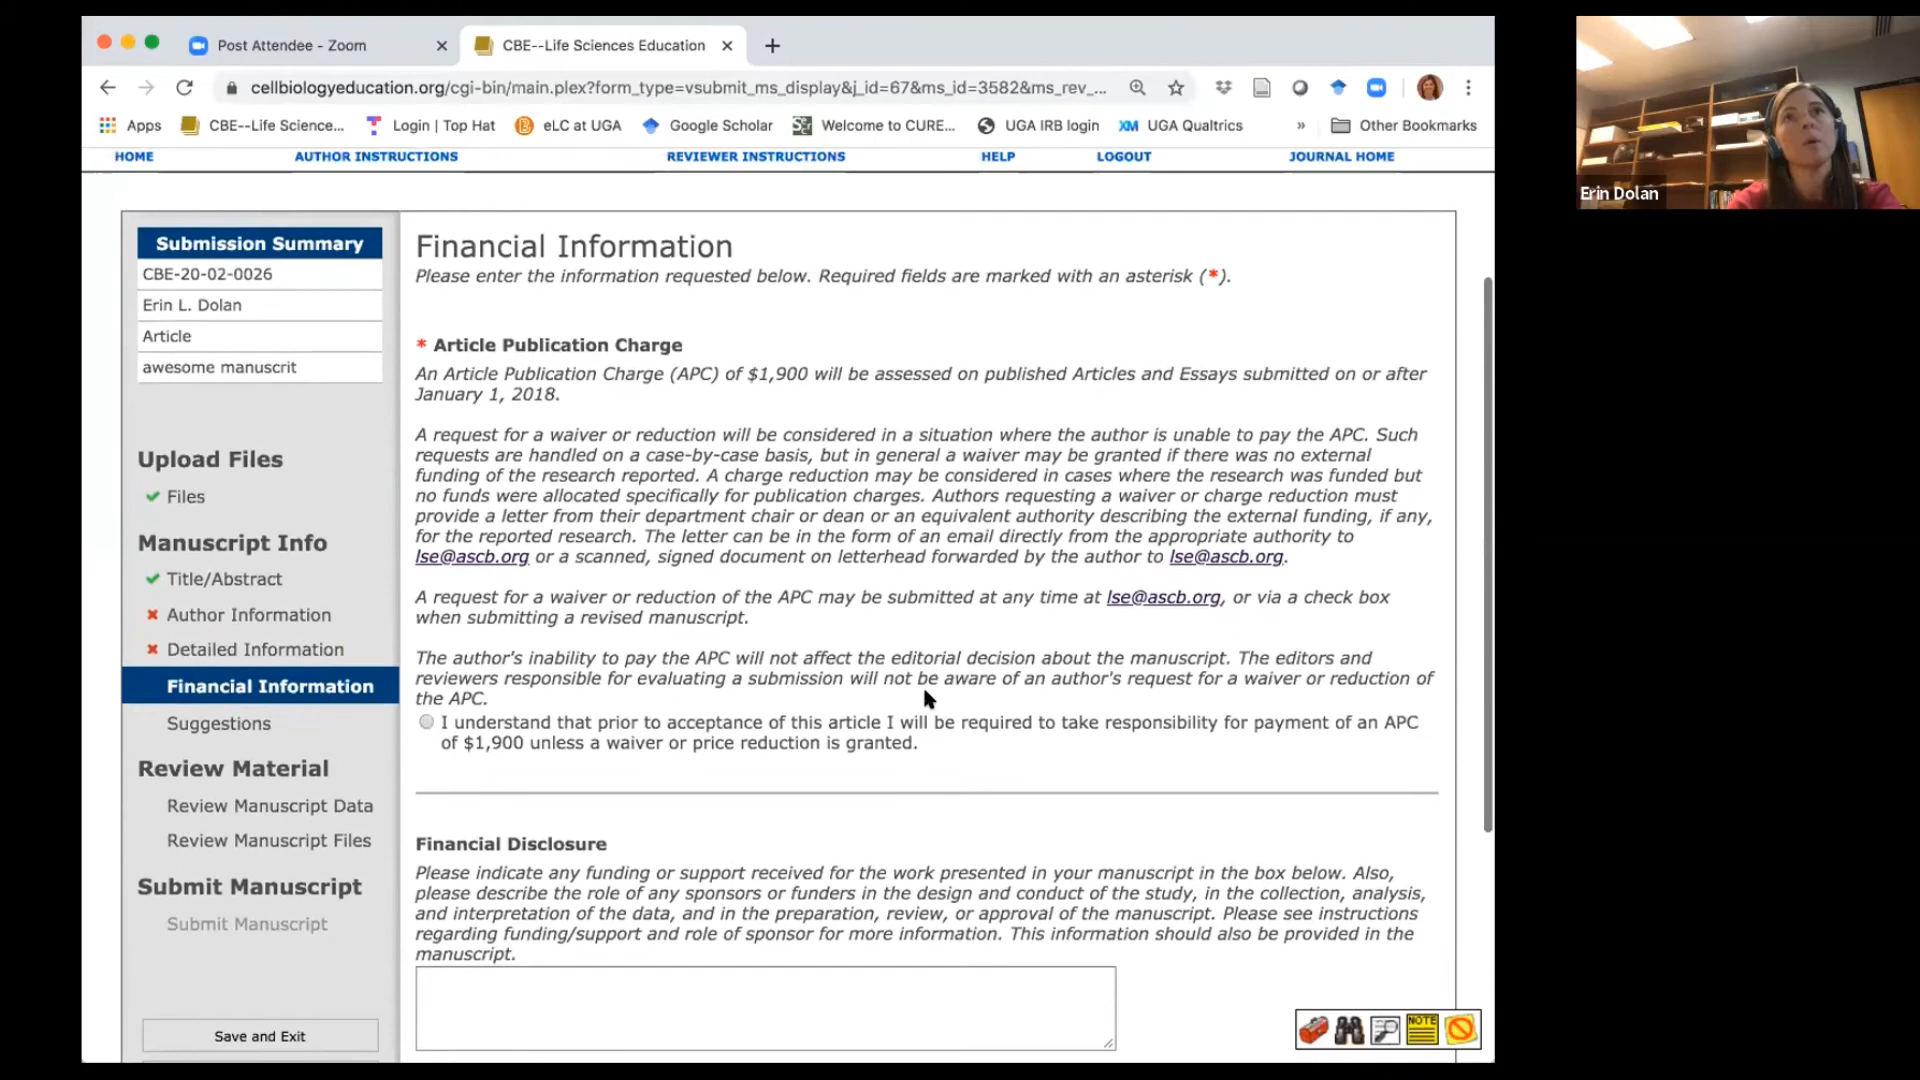 Post Attendee - Zoom
CBE--Life Sciences Education
cellbiologyeducation.org/cgi-bin/main.plex?form_type=vsubmit_ms_display&j_id=67&ms_id=3582&ms_rev_...
Apps
CBE--Life Science...
Login | Top Hat
eLC at UGA
Google Scholar
Welcome to CURE...
UGA IRB login
XM UGA Qualtrics
»
Other Bookmarks
HOME
AUTHOR INSTRUCTIONS
REVIEWER INSTRUCTIONS
HELP
LOGOUT
JOURNAL HOME
Submission Summary
CBE-20-02-0026
Erin L. Dolan
Article
awesome manuscrit
Upload Files
Files
Manuscript Info
Title/Abstract
Author Information
Detailed Information
Financial Information
Suggestions
Review Material
Review Manuscript Data
Review Manuscript Files
Submit Manuscript
Submit Manuscript
Save and Exit
Financial Information
Please enter the information requested below. Required fields are marked with an asterisk (*).
* Article Publication Charge
An Article Publication Charge (APC) of $1,900 will be assessed on published Articles and Essays submitted on or after
January 1, 2018.
A request for a waiver or reduction will be considered in a situation where the author is unable to pay the APC. Such
requests are handled on a case-by-case basis, but in general a waiver may be granted if there was no external
funding of the research reported. A charge reduction may be considered in cases where the research was funded but
no funds were allocated specifically for publication charges. Authors requesting a waiver or charge reduction must
provide a letter from their department chair or dean or an equivalent authority describing the external funding, if any,
for the reported research. The letter can be in the form of an email directly from the appropriate authority to
lse@ascb.org or a scanned, signed document on letterhead forwarded by the author to lse@ascb.org.
A request for a waiver or reduction of the APC may be submitted at any time at lse@ascb.org, or via a check box
when submitting a revised manuscript.
The author's inability to pay the APC will not affect the editorial decision about the manuscript. The editors and
reviewers responsible for evaluating a submission will not be aware of an author's request for a waiver or reduction of
the APC.
I understand that prior to acceptance of this article I will be required to take responsibility for payment of an APC
of $1,900 unless a waiver or price reduction is granted.
Financial Disclosure
Please indicate any funding or support received for the work presented in your manuscript in the box below. Also,
please describe the role of any sponsors or funders in the design and conduct of the study, in the collection, analysis,
and interpretation of the data, and in the preparation, review, or approval of the manuscript. Please see instructions
regarding funding/support and role of sponsor for more information. This information should also be provided in the
manuscript.
NOTE
Erin Dolan